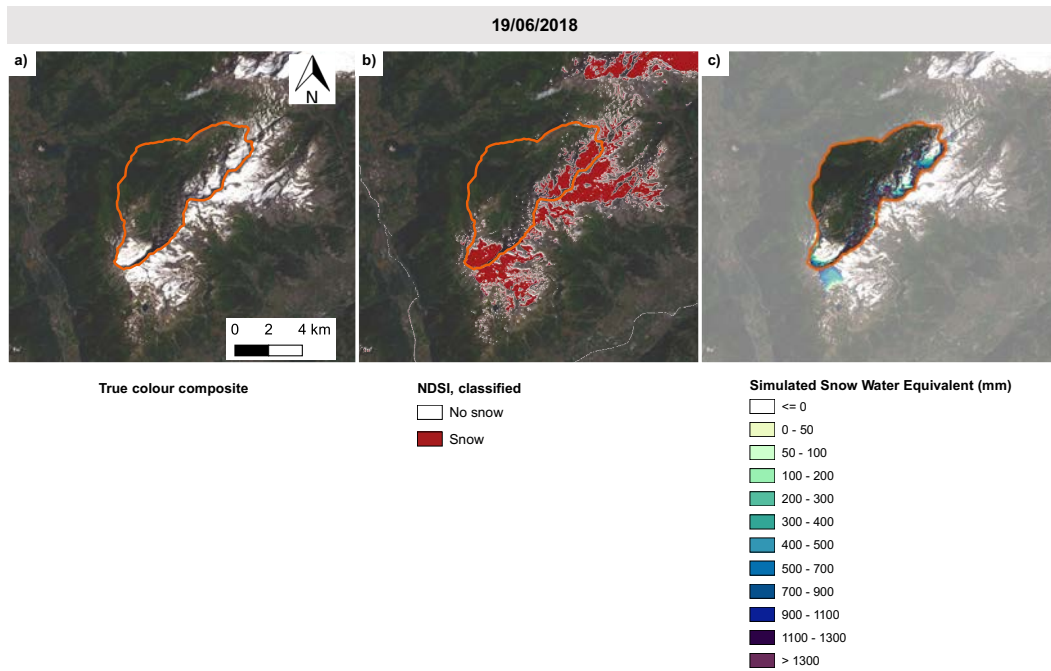 19/06/2018
a)
N
0 2 4 km
b)
c)
True colour composite
NDSI, classified
No snow
Snow
Simulated Snow Water Equivalent (mm)
<= 0
0 - 50
50 - 100
100 - 200
200 - 300
300 - 400
400 - 500
500 - 700
700 - 900
900 - 1100
1100 - 1300
> 1300